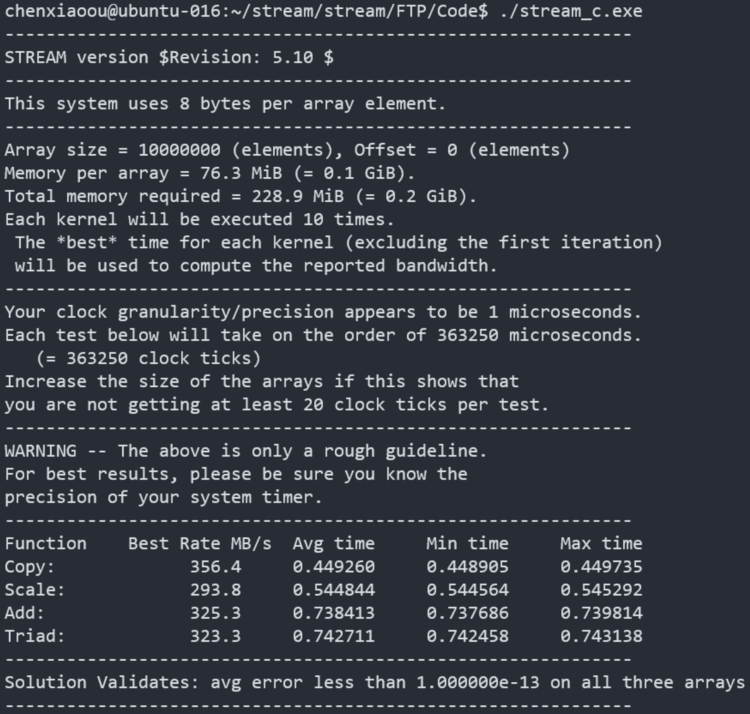 chenxiaoou@ubuntu-016:~/stream/stream/FTP/Code$ ./stream_c.exe
-------------------------------------------------------------
STREAM version $Revision: 5.10 $
-------------------------------------------------------------
This system uses 8 bytes per array element.
-------------------------------------------------------------
Array size = 10000000 (elements), Offset = 0 (elements)
Memory per array = 76.3 MiB (= 0.1 GiB).
Total memory required = 228.9 MiB (= 0.2 GiB).
Each kernel will be executed 10 times.
 The *best* time for each kernel (excluding the first iteration)
 will be used to compute the reported bandwidth.
-------------------------------------------------------------
Your clock granularity/precision appears to be 1 microseconds.
Each test below will take on the order of 363250 microseconds.
   (= 363250 clock ticks)
Increase the size of the arrays if this shows that
you are not getting at least 20 clock ticks per test.
-------------------------------------------------------------
WARNING -- The above is only a rough guideline.
For best results, please be sure you know the
precision of your system timer.
-------------------------------------------------------------
Function    Best Rate MB/s  Avg time     Min time     Max time
Copy:             356.4     0.449260     0.448905     0.449735
Scale:            293.8     0.544844     0.544564     0.545292
Add:              325.3     0.738413     0.737686     0.739814
Triad:            323.3     0.742711     0.742458     0.743138
-------------------------------------------------------------
Solution Validates: avg error less than 1.000000e-13 on all three arrays
-------------------------------------------------------------